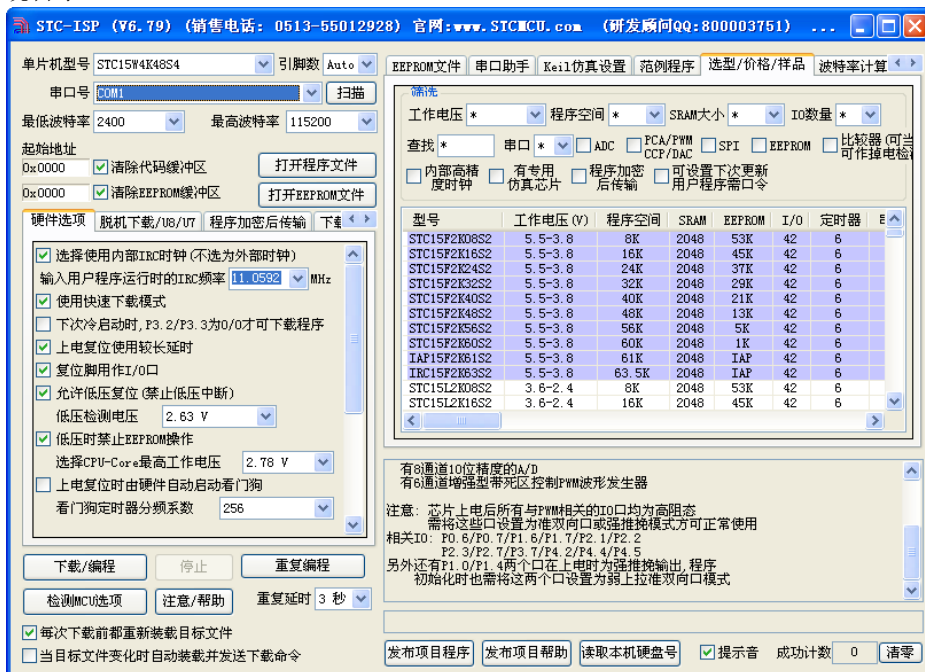 STC-ISP (V6.79) (销售电话: 0513-55012928) 官网:www.STCMCU.com (研发顾问QQ:800003751) ...
单片机型号 STC15W4K48S4 引脚数 Auto
串口号 COM1 扫描
最低波特率 2400 最高波特率 115200
起始地址
0x0000 清除代码缓冲区 打开程序文件
0x0000 清除EEPROM缓冲区 打开EEPROM文件
硬件选项 脱机下载/U8/U7 程序加密后传输
选择使用内部IRC时钟(不选为外部时钟)
输入用户程序运行时的IRC频率 11.0592 MHz
使用快速下载模式
下次冷启动时,P3.2/P3.3为0/0才可下载程序
上电复位使用较长延时
复位脚用作I/O口
允许低压复位(禁止低压中断)
低压检测电压 2.63 V
低压时禁止EEPROM操作
选择CPU-Core最高工作电压 2.78 V
上电复位时由硬件自动启动看门狗
看门狗定时器分频系数 256
下载/编程 停止 重复编程
检测MCU选项 注意/帮助 重复延时 3 秒
每次下载前都重新装载目标文件
当目标文件变化时自动装载并发送下载命令
EEPROM文件 串口助手 Keil仿真设置 范例程序 选型/价格/样品 波特率计算
筛选
工作电压 * 程序空间 * SRAM大小 * IO数量 *
查找 * 串口 * ADC PCA/PWM SPI EEPROM 比较器(可当
CCP/DAC 可作掉电检
内部高精 有专用 程序加密 可设置下次更新
度时钟 仿真芯片 后传输 用户程序需口令
型号 工作电压(V) 程序空间 SRAM EEPROM I/O 定时器
STC15F2K08S2 5.5-3.8 8K 2048 53K 42 6
STC15F2K16S2 5.5-3.8 16K 2048 45K 42 6
STC15F2K24S2 5.5-3.8 24K 2048 37K 42 6
STC15F2K32S2 5.5-3.8 32K 2048 29K 42 6
STC15F2K40S2 5.5-3.8 40K 2048 21K 42 6
STC15F2K48S2 5.5-3.8 48K 2048 13K 42 6
STC15F2K56S2 5.5-3.8 56K 2048 5K 42 6
STC15F2K60S2 5.5-3.8 60K 2048 1K 42 6
IAP15F2K61S2 5.5-3.8 61K 2048 IAP 42 6
IRC15F2K63S2 5.5-3.8 63.5K 2048 IAP 42 6
STC15L2K08S2 3.6-2.4 8K 2048 53K 42 6
STC15L2K16S2 3.6-2.4 16K 2048 45K 42 6
有8通道10位精度的A/D
有6通道增强型带死区控制PWM波形发生器
注意: 芯片上电后所有与PWM相关的IO口均为高阻态
需将这些口设置为准双向口或强推挽模式方可正常使用
相关IO: P0.6/P0.7/P1.6/P1.7/P2.1/P2.2
P2.3/P2.7/P3.7/P4.2/P4.4/P4.5
另外还有P1.0/P1.4两个口在上电时为强推挽输出,程序
初始化时也需将这两个口设置为弱上拉准双向口模式
发布项目程序 发布项目帮助 读取本机硬盘号 提示音 成功计数 0 清零